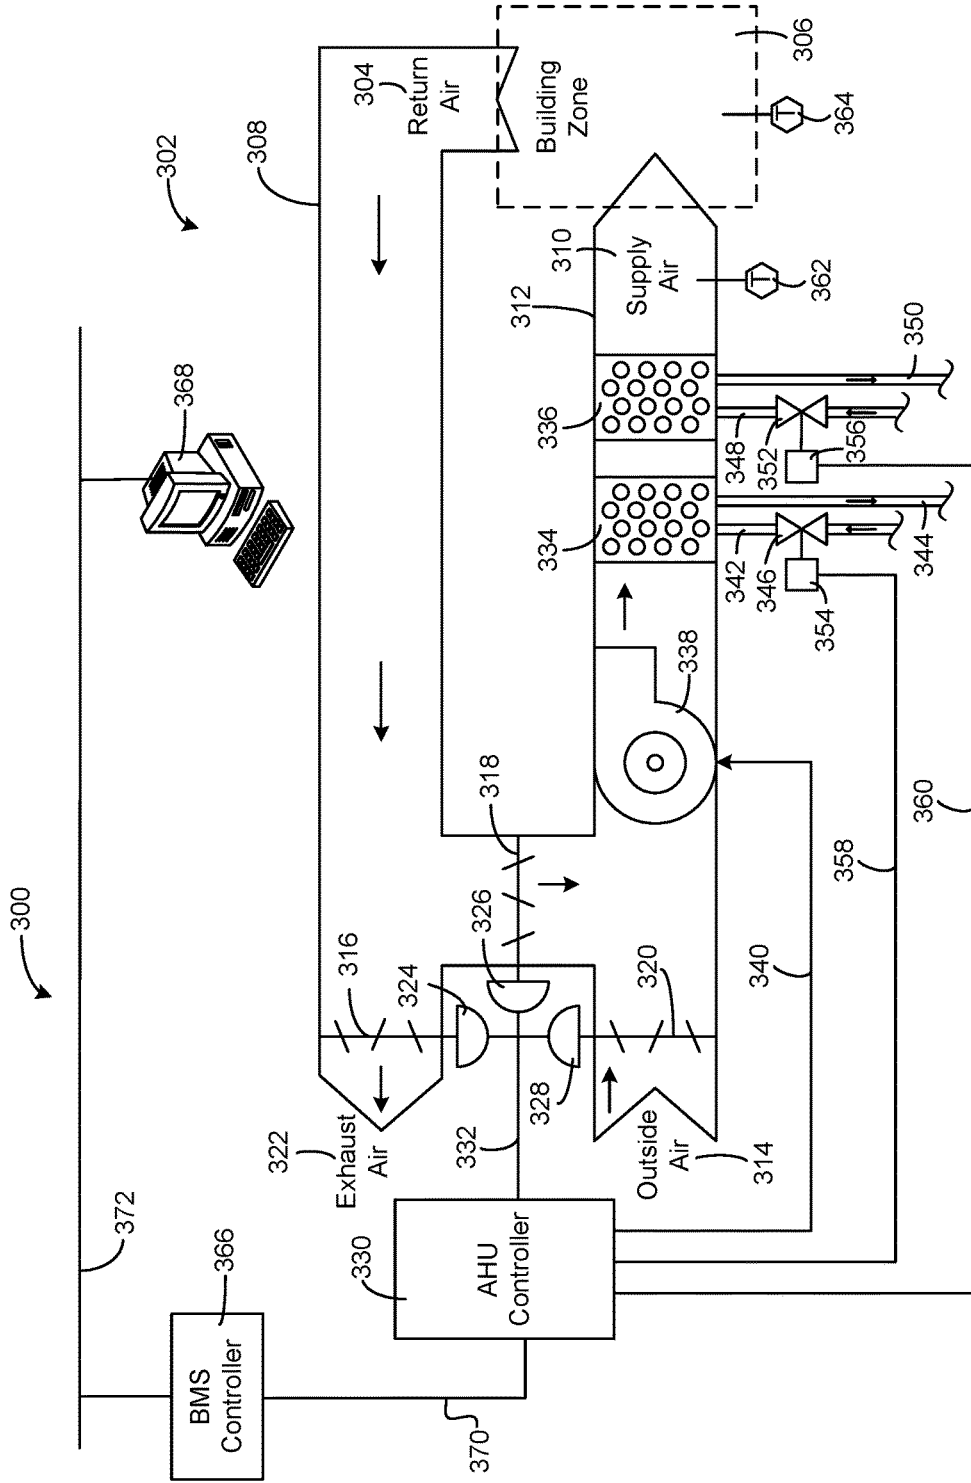 300
302
372
368
308
BMS
Controller
366
304
Return
Air
322
Exhaust
Air
316
324
326
318
Building
Zone
306
330
AHU
Controller
370
332
328
320
Outside
Air
314
338
334
336
312
310
Supply
Air
T
364
T
362
342
346
354
344
348
352
356
350
340
358
360